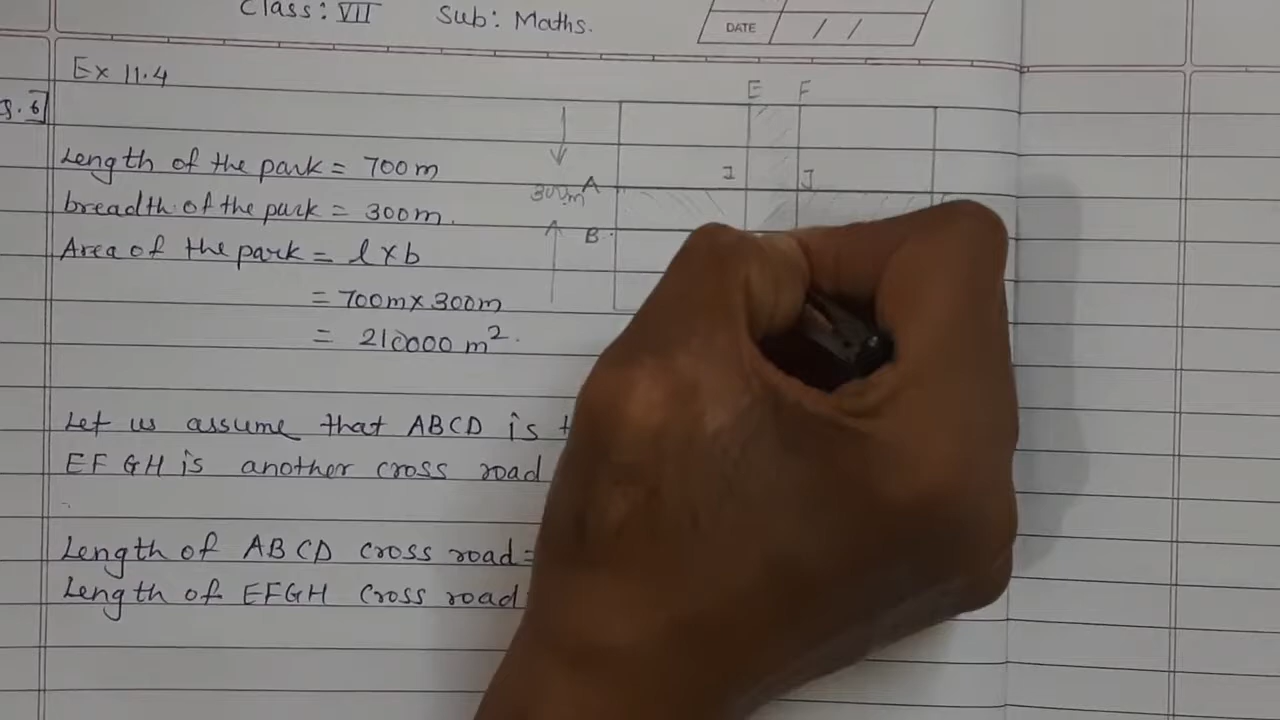 Class: VII Sub: Maths.
DATE / /
Ex 11.4
Length of the park = 700m
breadth of the park = 300m.
Area of the park = l × b
= 700m × 300m
= 210000 m².
Let us assume that ABCD is
EFGH is another cross road
Length of ABCD cross road =
Length of EFGH cross road
E F
I J
300m A
B